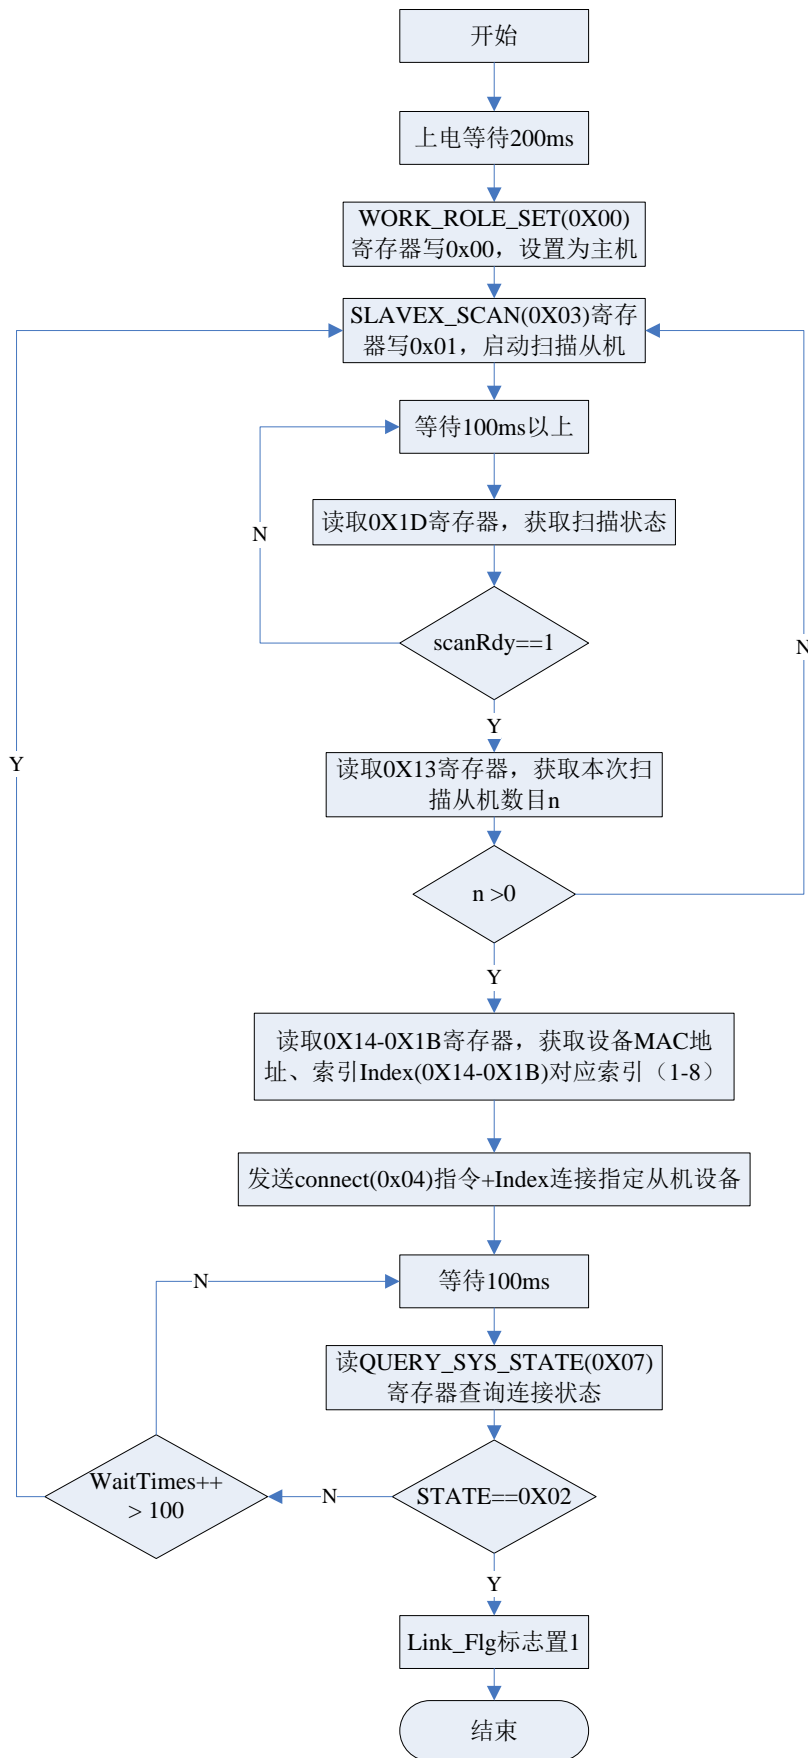 开始
上电等待200ms
WORK_ROLE_SET(0X00)
寄存器写0x00，设置为主机
SLAVEX_SCAN(0X03)寄存
器写0x01，启动扫描从机
等待100ms以上
读取0X1D寄存器，获取扫描状态
N
scanRdy==1
N
Y
Y
读取0X13寄存器，获取本次扫
描从机数目n
n >0
Y
读取0X14-0X1B寄存器，获取设备MAC地
址、索引Index(0X14-0X1B)对应索引（1-8）
发送connect(0x04)指令+Index连接指定从机设备
N
等待100ms
读QUERY_SYS_STATE(0X07)
寄存器查询连接状态
WaitTimes++
> 100
N
STATE==0X02
Y
Link_Flg标志置1
结束